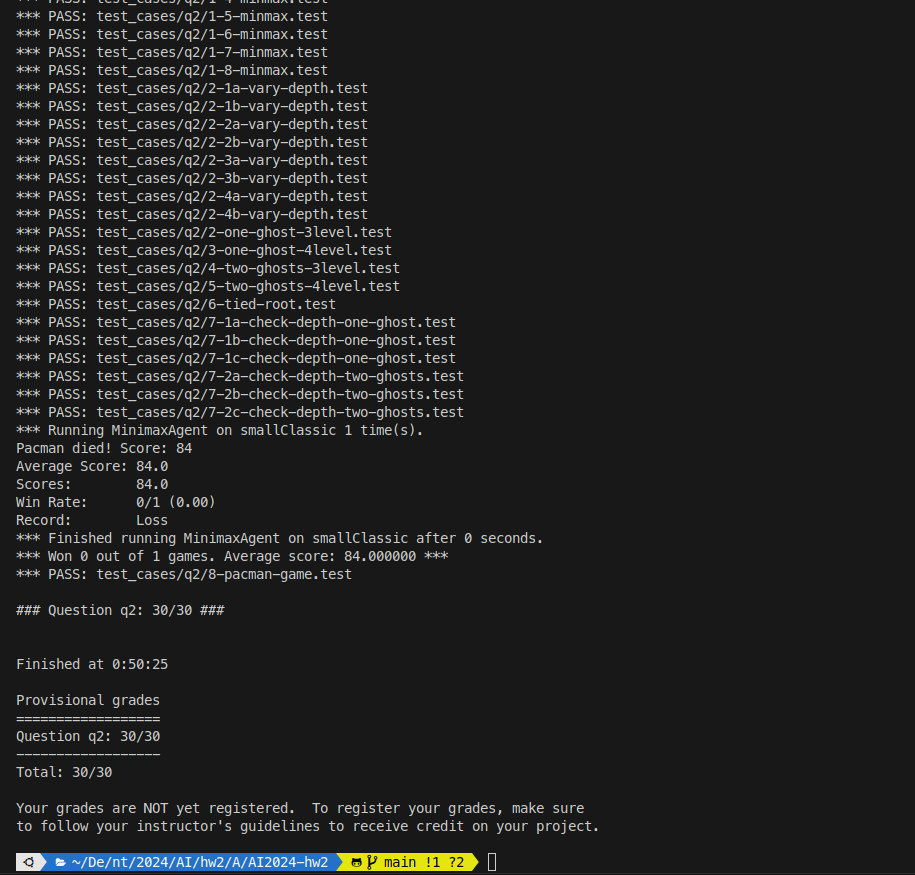 *** PASS: test_cases/q2/1-4-minmax.test
*** PASS: test_cases/q2/1-5-minmax.test
*** PASS: test_cases/q2/1-6-minmax.test
*** PASS: test_cases/q2/1-7-minmax.test
*** PASS: test_cases/q2/1-8-minmax.test
*** PASS: test_cases/q2/2-1a-vary-depth.test
*** PASS: test_cases/q2/2-1b-vary-depth.test
*** PASS: test_cases/q2/2-2a-vary-depth.test
*** PASS: test_cases/q2/2-2b-vary-depth.test
*** PASS: test_cases/q2/2-3a-vary-depth.test
*** PASS: test_cases/q2/2-3b-vary-depth.test
*** PASS: test_cases/q2/2-4a-vary-depth.test
*** PASS: test_cases/q2/2-4b-vary-depth.test
*** PASS: test_cases/q2/2-one-ghost-3level.test
*** PASS: test_cases/q2/3-one-ghost-4level.test
*** PASS: test_cases/q2/4-two-ghosts-3level.test
*** PASS: test_cases/q2/5-two-ghosts-4level.test
*** PASS: test_cases/q2/6-tied-root.test
*** PASS: test_cases/q2/7-1a-check-depth-one-ghost.test
*** PASS: test_cases/q2/7-1b-check-depth-one-ghost.test
*** PASS: test_cases/q2/7-1c-check-depth-one-ghost.test
*** PASS: test_cases/q2/7-2a-check-depth-two-ghosts.test
*** PASS: test_cases/q2/7-2b-check-depth-two-ghosts.test
*** PASS: test_cases/q2/7-2c-check-depth-two-ghosts.test
*** Running MinimaxAgent on smallClassic 1 time(s).
Pacman died! Score: 84
Average Score: 84.0
Scores:        84.0
Win Rate:      0/1 (0.00)
Record:        Loss
*** Finished running MinimaxAgent on smallClassic after 0 seconds.
*** Won 0 out of 1 games. Average score: 84.000000 ***
*** PASS: test_cases/q2/8-pacman-game.test
### Question q2: 30/30 ###
Finished at 0:50:25
Provisional grades
==================
Question q2: 30/30
------------------
Total: 30/30
Your grades are NOT yet registered.  To register your grades, make sure
to follow your instructor's guidelines to receive credit on your project.
~/De/nt/2024/AI/hw2/A/AI2024-hw2 main !1 ?2